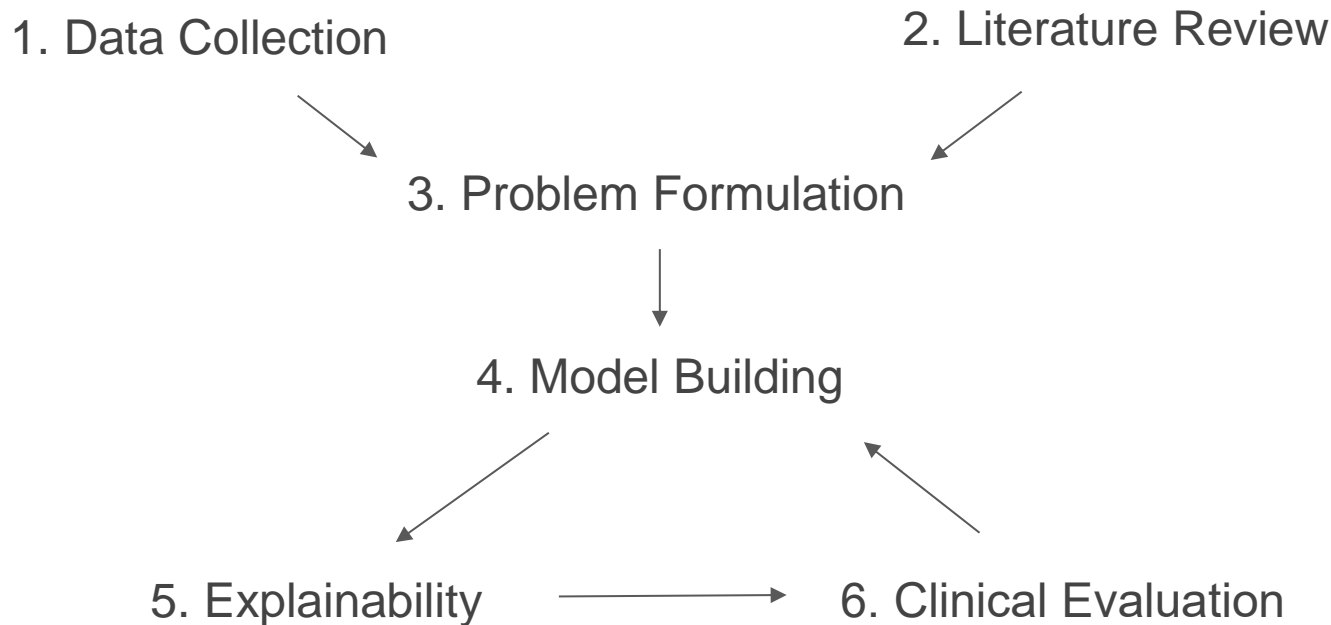 1. Data Collection
2. Literature Review
3. Problem Formulation
4. Model Building
5. Explainability
6. Clinical Evaluation